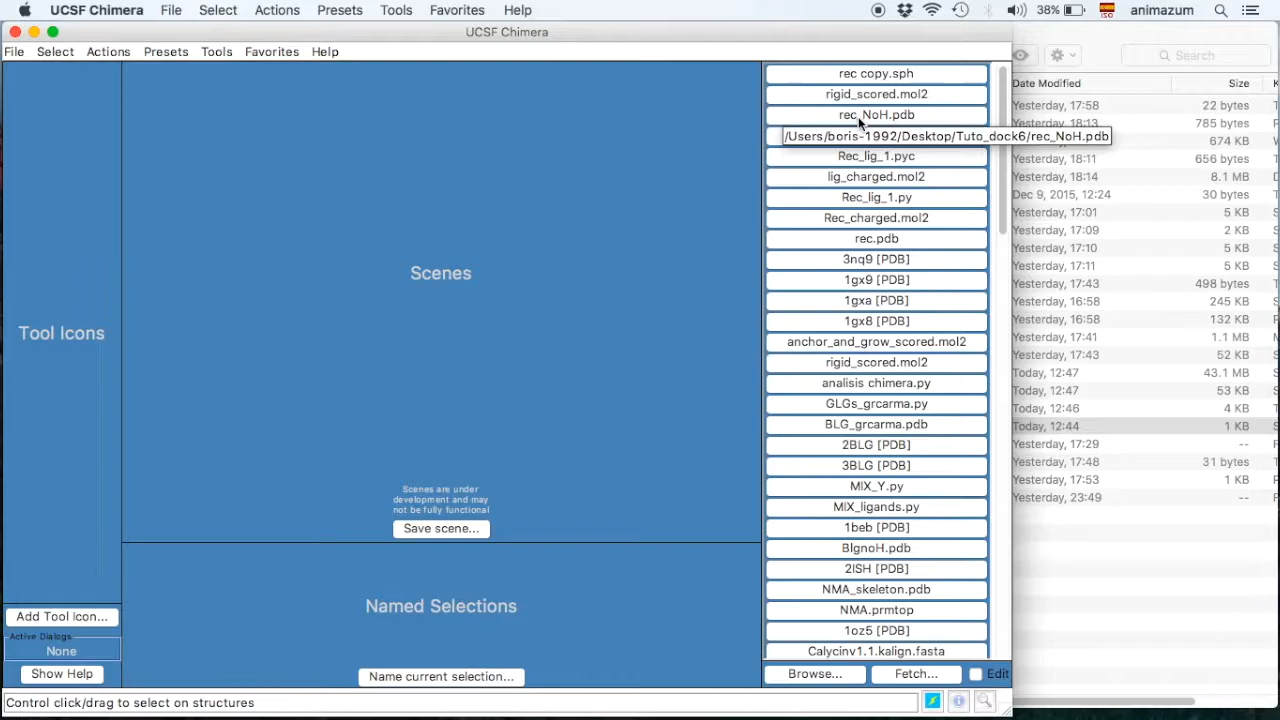 UCSF Chimera File Select Actions Presets Tools Favorites Help 38% ISO animazum
UCSF Chimera
File Select Actions Presets Tools Favorites Help
Search
Tool Icons
Add Tool icon...
Active Dialogs
None
Show Help
Scenes
Scenes are under
development and may
not be fully functional
Save scene...
Named Selections
Name current selection...
rec copy.sph
rigid_scored.mol2
rec_NoH.pdb
/Users/boris-1992/Desktop/Tuto_dock6/rec_NoH.pdb
Rec_lig_1.pyc
lig_charged.mol2
Rec_lig_1.py
Rec_charged.mol2
rec.pdb
3nq9 [PDB]
1gx9 [PDB]
1gxa [PDB]
1gx8 [PDB]
anchor_and_grow_scored.mol2
rigid_scored.mol2
analisis chimera.py
GLGs_grcarma.py
BLG_grcarma.pdb
2BLG [PDB]
3BLG [PDB]
MIX_Y.py
MIX_ligands.py
1beb [PDB]
BlgnoH.pdb
2ISH [PDB]
NMA_skeleton.pdb
NMA.prmtop
1oz5 [PDB]
Calycinv1.1.kalign.fasta
Browse... Fetch... Edit
Date Modified Size
Yesterday, 17:58 22 bytes
Yesterday, 18:13 785 bytes
674 KB
Yesterday, 18:11 656 bytes
Yesterday, 18:14 8.1 MB
Dec 9, 2015, 12:24 30 bytes
Yesterday, 17:01 5 KB
Yesterday, 17:09 2 KB
Yesterday, 17:10 5 KB
Yesterday, 17:11 5 KB
Yesterday, 17:43 498 bytes
Yesterday, 16:58 245 KB
Yesterday, 16:58 132 KB
Yesterday, 17:41 1.1 MB
Yesterday, 17:43 52 KB
Today, 12:47 43.1 MB
Today, 12:47 53 KB
Today, 12:46 4 KB
Today, 12:44 1 KB
Yesterday, 17:29 --
Yesterday, 17:48 31 bytes
Yesterday, 17:53 1 KB
Yesterday, 23:49 --
Control click/drag to select on structures